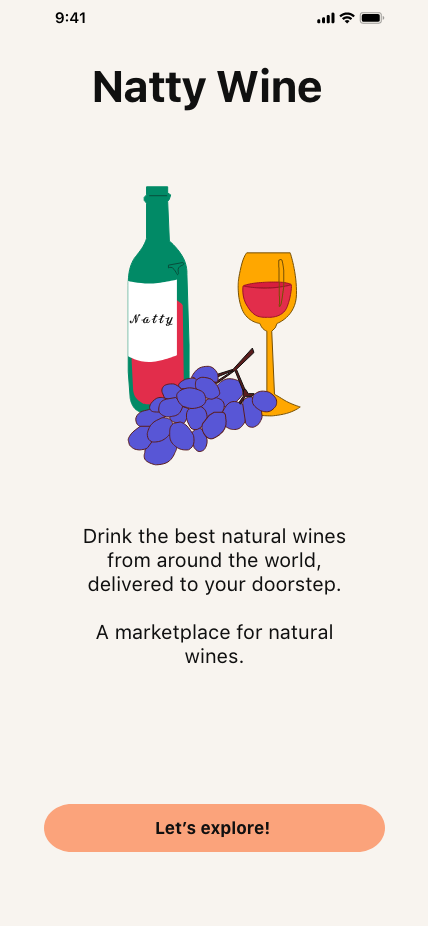 9:41
Natty Wine
Natty
Drink the best natural wines
from around the world,
delivered to your doorstep.
A marketplace for natural
wines.
Let’s explore!